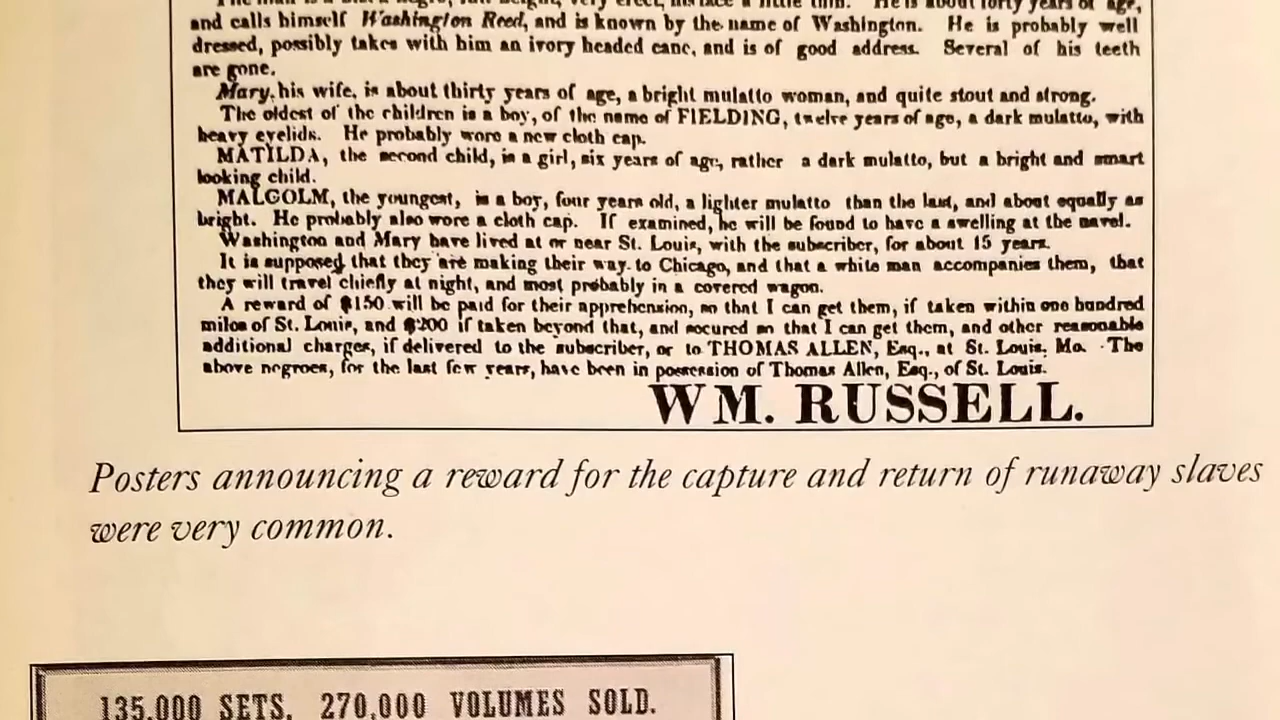 and calls himself Washington Reed, and is known by the name of Washington. He is probably well
dressed, possibly takes with him an ivory headed cane, and is of good address. Several of his teeth
are gone.
Mary, his wife, is about thirty years of age, a bright mulatto woman, and quite stout and strong.
The oldest of the children is a boy, of the name of FIELDING, twelve years of age, a dark mulatto, with
heavy eyelids. He probably wore a new cloth cap.
MATILDA, the second child, is a girl, six years of age, rather a dark mulatto, but a bright and smart
looking child.
MALCOLM, the youngest, is a boy, four years old, a lighter mulatto than the last, and about equally as
bright. He probably also wore a cloth cap. If examined, he will be found to have a swelling at the navel.
Washington and Mary have lived at or near St. Louis, with the subscriber, for about 15 years.
It is supposed that they are making their way to Chicago, and that a white man accompanies them, that
they will travel chiefly at night, and most probably in a covered wagon.
A reward of $150 will be paid for their apprehension, so that I can get them, if taken within one hundred
miles of St. Louis, and $200 if taken beyond that, and secured so that I can get them, and other reasonable
additional charges, if delivered to the subscriber, or to THOMAS ALLEN, Esq., at St. Louis, Mo. The
above negroes, for the last few years, have been in possession of Thomas Allen, Esq., of St. Louis.
WM. RUSSELL.
Posters announcing a reward for the capture and return of runaway slaves
were very common.
135,000 SETS, 270,000 VOLUMES SOLD.